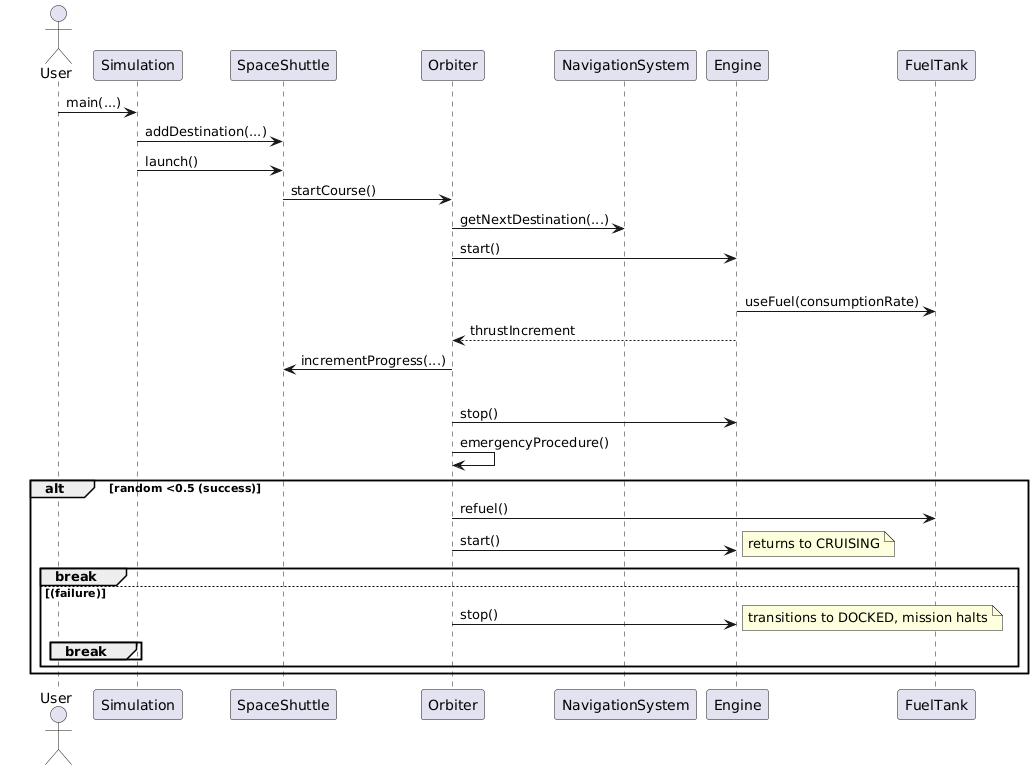 User
Simulation
SpaceShuttle
Orbiter
NavigationSystem
Engine
FuelTank
main(...)
addDestination(...)
launch()
startCourse()
getNextDestination(...)
start()
useFuel(consumptionRate)
thrustIncrement
incrementProgress(...)
stop()
emergencyProcedure()
alt [random <0.5 (success)]
refuel()
start()
returns to CRUISING
break
[(failure)]
stop()
transitions to DOCKED, mission halts
break
User
Simulation
SpaceShuttle
Orbiter
NavigationSystem
Engine
FuelTank